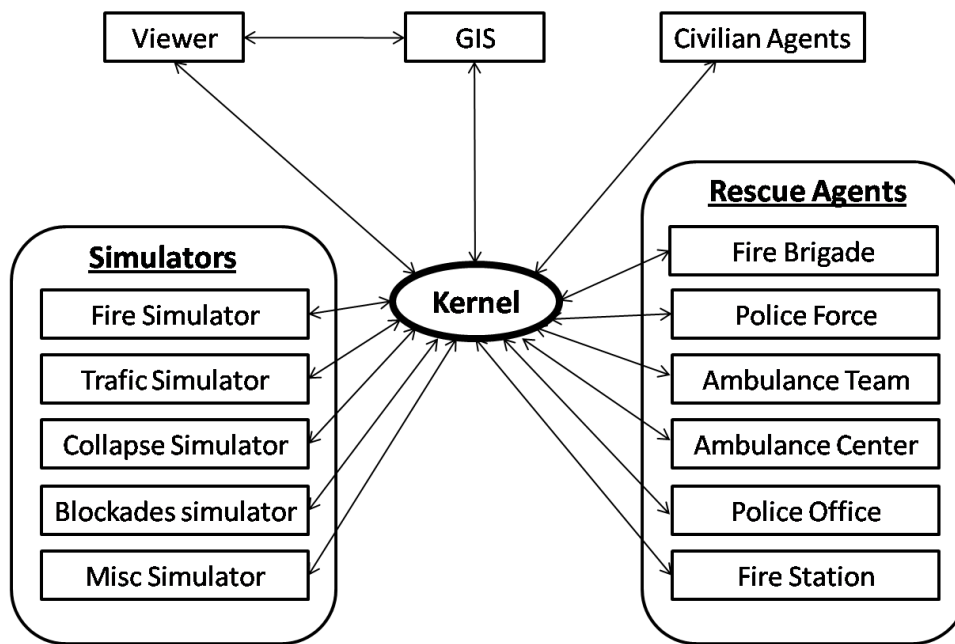 Viewer
GIS
Civilian Agents
Simulators
Fire Simulator
Trafic Simulator
Collapse Simulator
Blockades simulator
Misc Simulator
Kernel
Rescue Agents
Fire Brigade
Police Force
Ambulance Team
Ambulance Center
Police Office
Fire Station